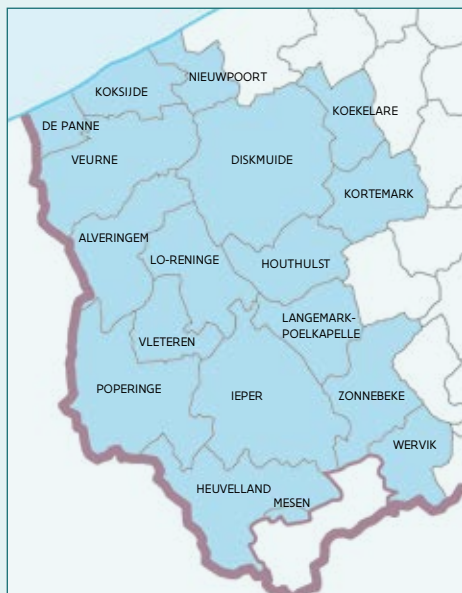 NIEUWPOORT
KOKSIJDE
KOEKELARE
DE PANNE
VEURNE
DISKMUIDE
KORTEMARK
ALVERINGEM
LO-RENINGE
HOUTHULST
LANGEMARK-
POELKAPELLE
VLETEREN
POPERINGE
IEPER
ZONNEBEKE
WERVIK
HEUVELLAND
MESEN